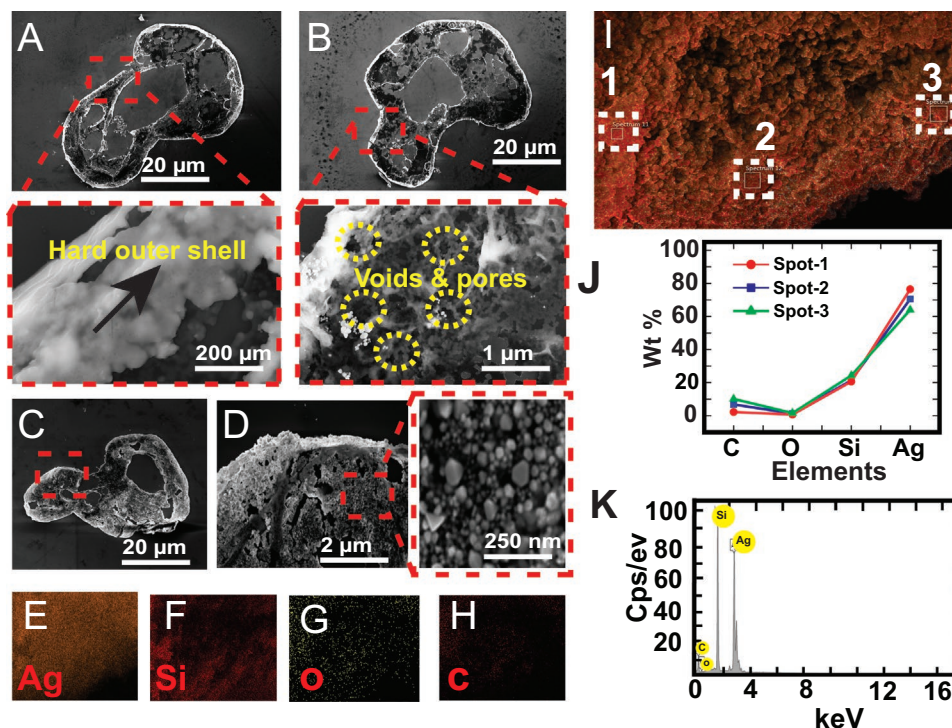 A
20 µm
B
20 µm
Hard outer shell
200 µm
Voids & pores
1 µm
C
20 µm
D
2 µm
250 nm
E
Ag
F
Si
G
o
H
c
I
1
Spectrum 11
2
3
J
100
80
60
40
20
0
Wt %
Spot-1
Spot-2
Spot-3
C O Si Ag
Elements
K
100
80
60
40
20
Cps/ev
Si
Ag
C
o
0 4 8 12 16
keV